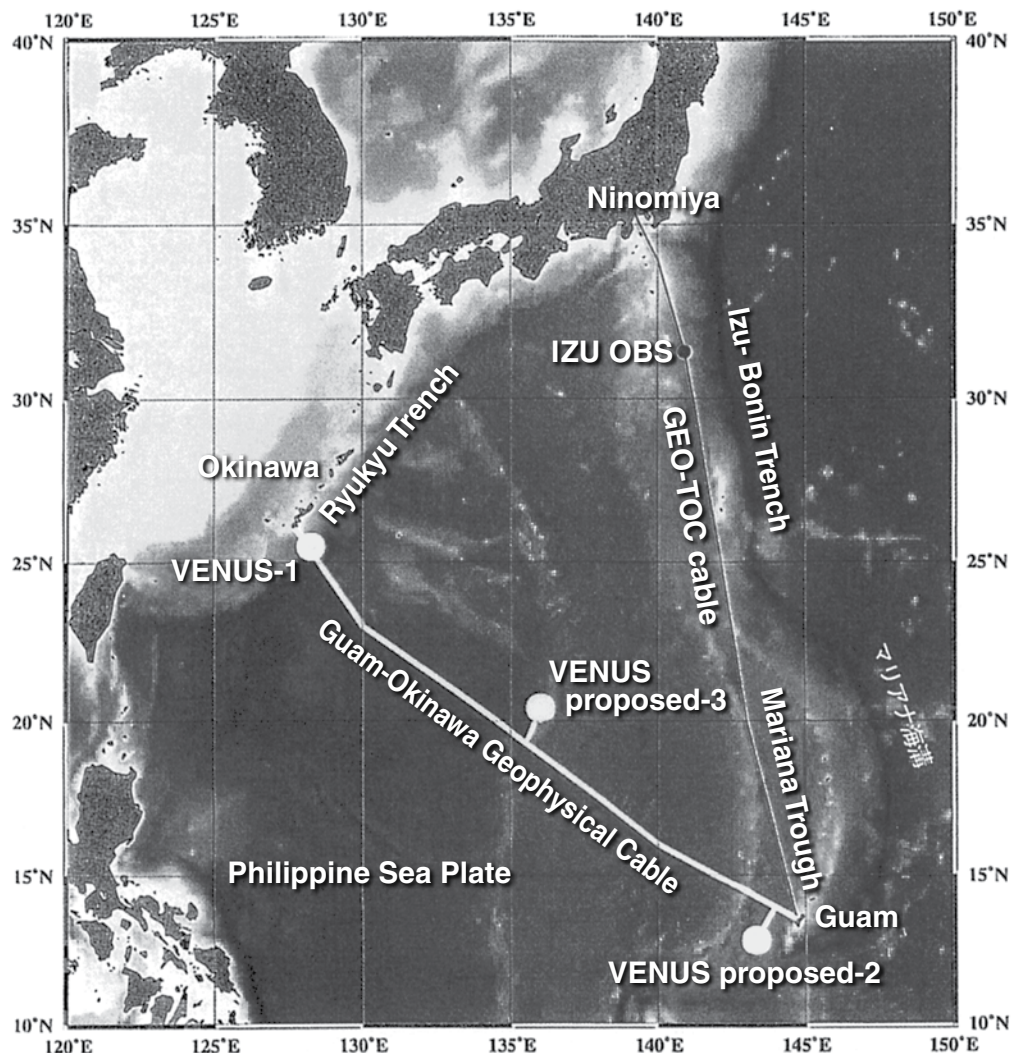 120°E 125°E 130°E 135°E 140°E 145°E 150°E
40°N 40°N
Ninomiya
35°N 35°N
Izu- Bonin Trench
IZU OBS
30°N 30°N
Ryukyu Trench
GEO-TOC cable
Okinawa
25°N 25°N
VENUS-1
Guam-Okinawa Geophysical Cable
VENUS
proposed-3
マリアナ海溝
20°N 20°N
Mariana Trough
Philippine Sea Plate
15°N 15°N
Guam
VENUS proposed-2
10°N 10°N
120°E 125°E 130°E 135°E 140°E 145°E 150°E